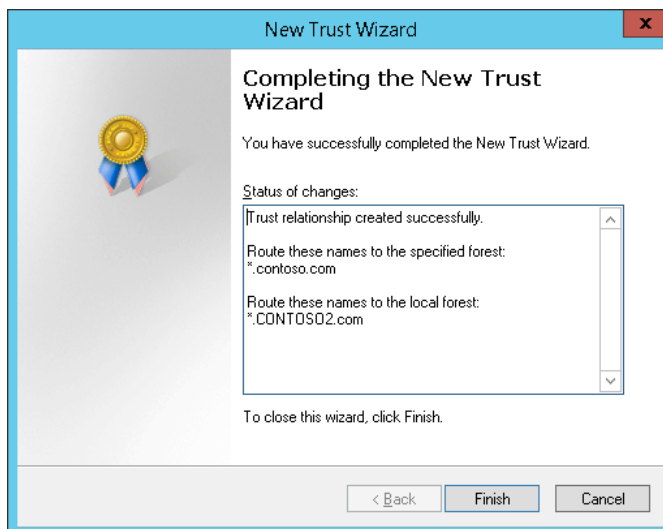 New Trust Wizard
x
Completing the New Trust
Wizard
You have successfully completed the New Trust Wizard.
Status of changes:
Trust relationship created successfully.
Route these names to the specified forest:
*.contoso.com
Route these names to the local forest:
*.CONTOSO2.com
To close this wizard, click Finish.
< Back
Finish
Cancel